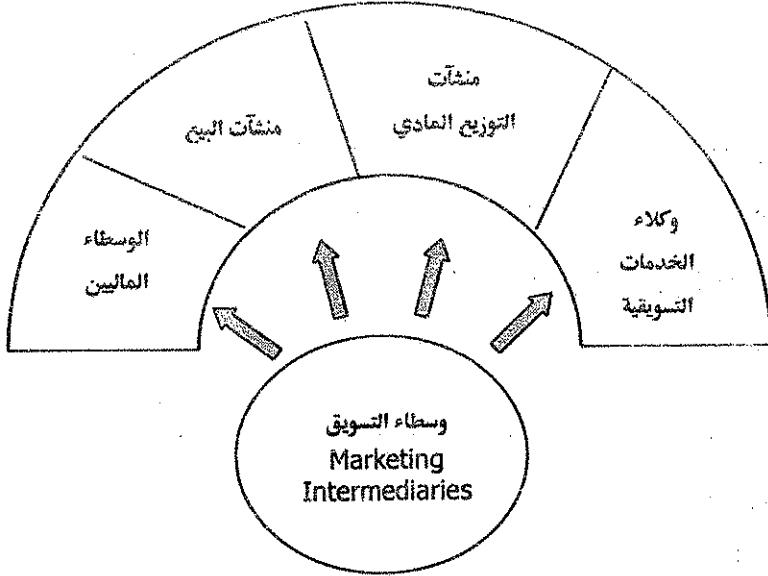 منشآت
التوزيع المادي
منشآت البيع
وكلاء
الخدمات
التسويقية
الوسطاء
الماليين
وسطاء التسويق
Marketing
Intermediaries